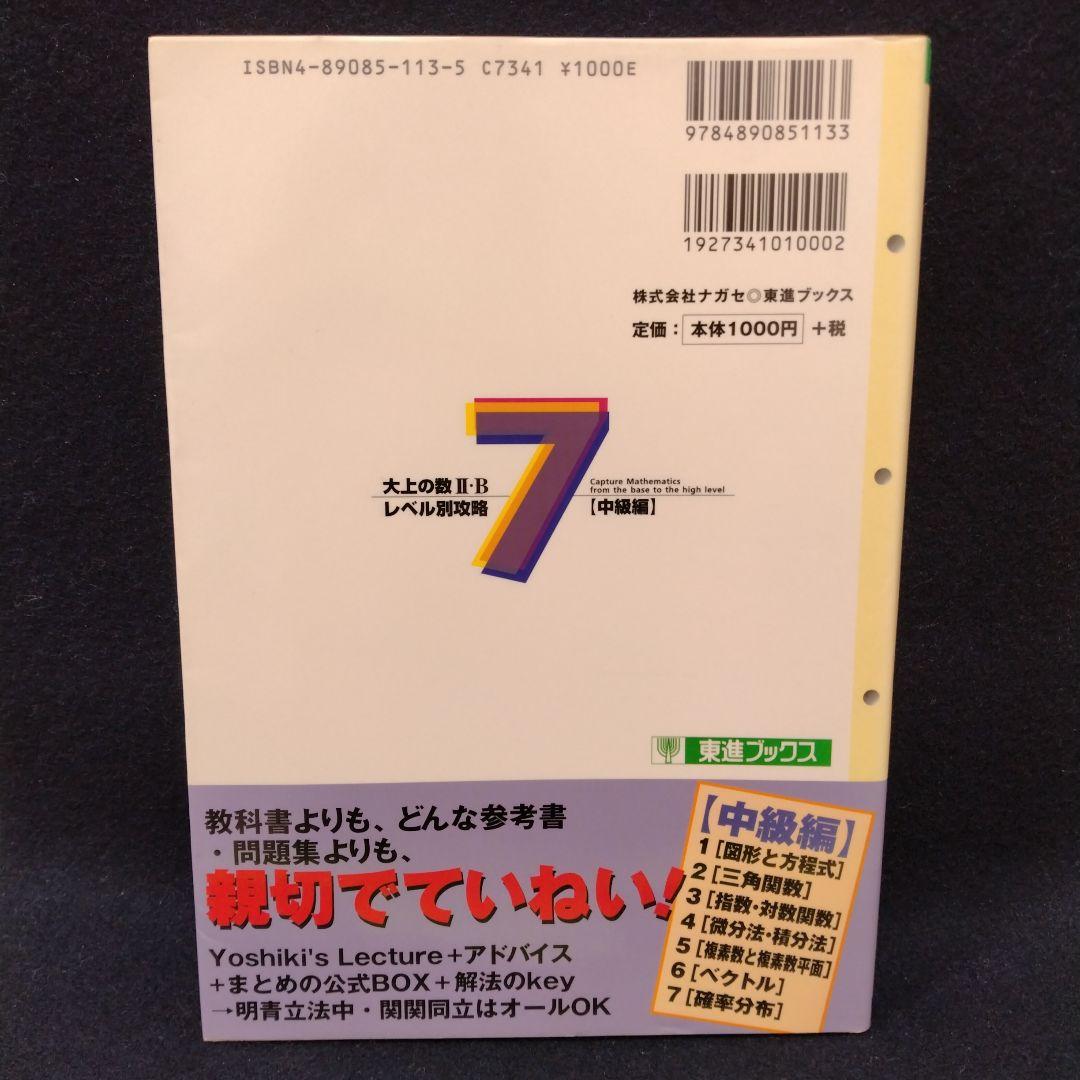 ISBN4-89085-113-5 C7341 ¥1000E
9784890851133
1927341010002
株式会社ナガセ◎東進ブックス
定価：本体1000円＋税
7
大上の数Ⅱ・B
レベル別攻略
Capture Mathematics
from the base to the high level
【中級編】
東進ブックス
教科書よりも、どんな参考書
・問題集よりも、
親切でていねい！
Yoshiki's Lecture＋アドバイス
＋まとめの公式BOX＋解法のkey
→明青立法中・関関同立はオールOK
【中級編】
1［図形と方程式］
2［三角関数］
3［指数・対数関数］
4［微分法・積分法］
5［複素数と複素数平面］
6［ベクトル］
7［確率分布］